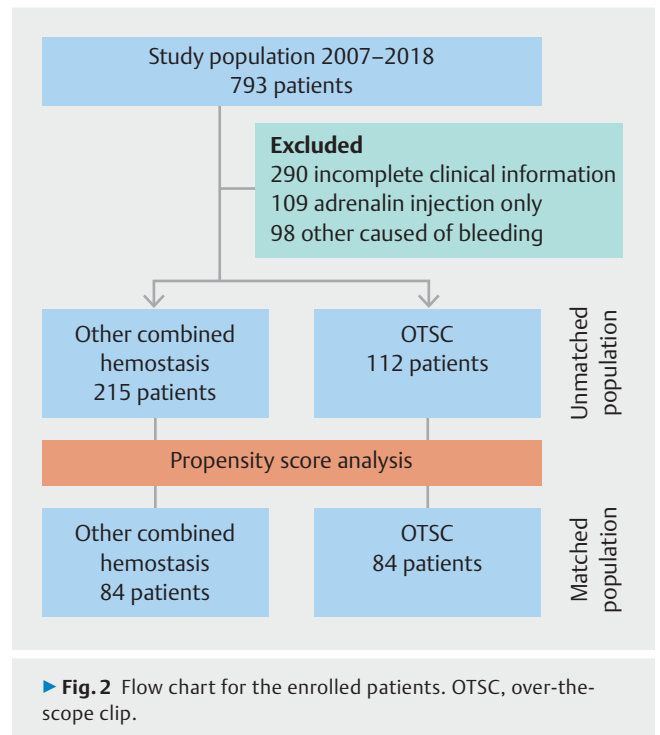 Study population 2007–2018
793 patients
Excluded
290 incomplete clinical information
109 adrenalin injection only
98 other caused of bleeding
Other combined
hemostasis
215 patients
OTSC
112 patients
Unmatched
population
Propensity score analysis
Other combined
hemostasis
84 patients
OTSC
84 patients
Matched
population
▶ Fig. 2 Flow chart for the enrolled patients. OTSC, over-the-
scope clip.